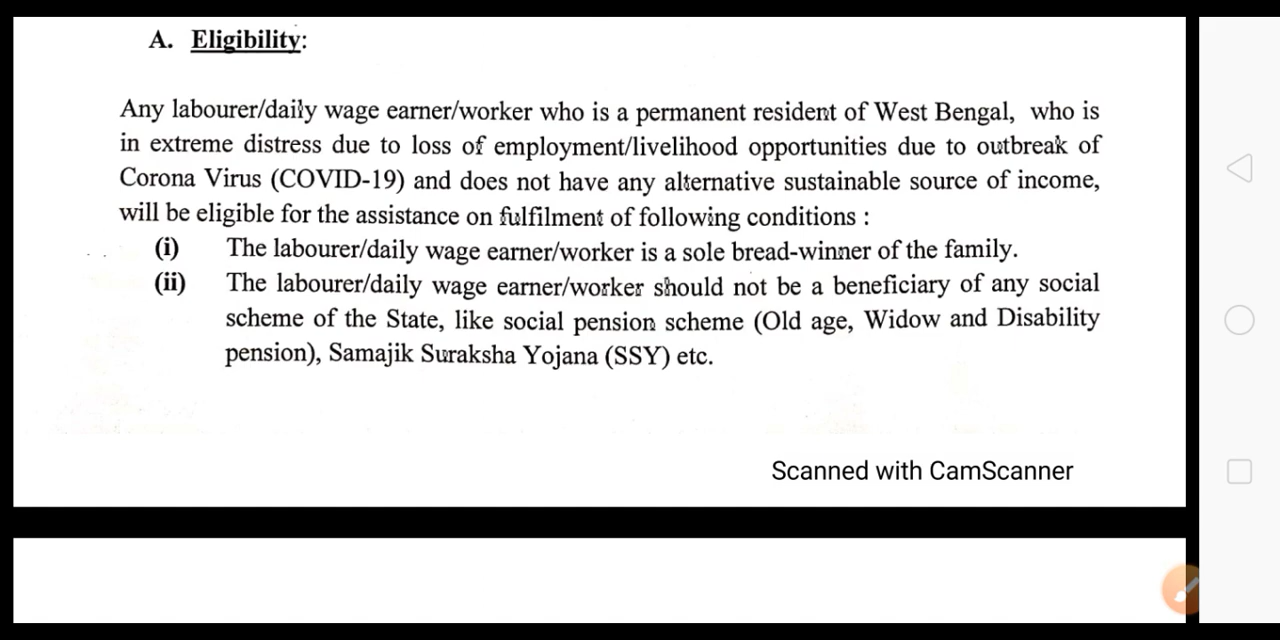 A. Eligibility:
Any labourer/daily wage earner/worker who is a permanent resident of West Bengal, who is
in extreme distress due to loss of employment/livelihood opportunities due to outbreak of
Corona Virus (COVID-19) and does not have any alternative sustainable source of income,
will be eligible for the assistance on fulfilment of following conditions :
(i) The labourer/daily wage earner/worker is a sole bread-winner of the family.
(ii) The labourer/daily wage earner/worker should not be a beneficiary of any social
scheme of the State, like social pension scheme (Old age, Widow and Disability
pension), Samajik Suraksha Yojana (SSY) etc.
Scanned with CamScanner